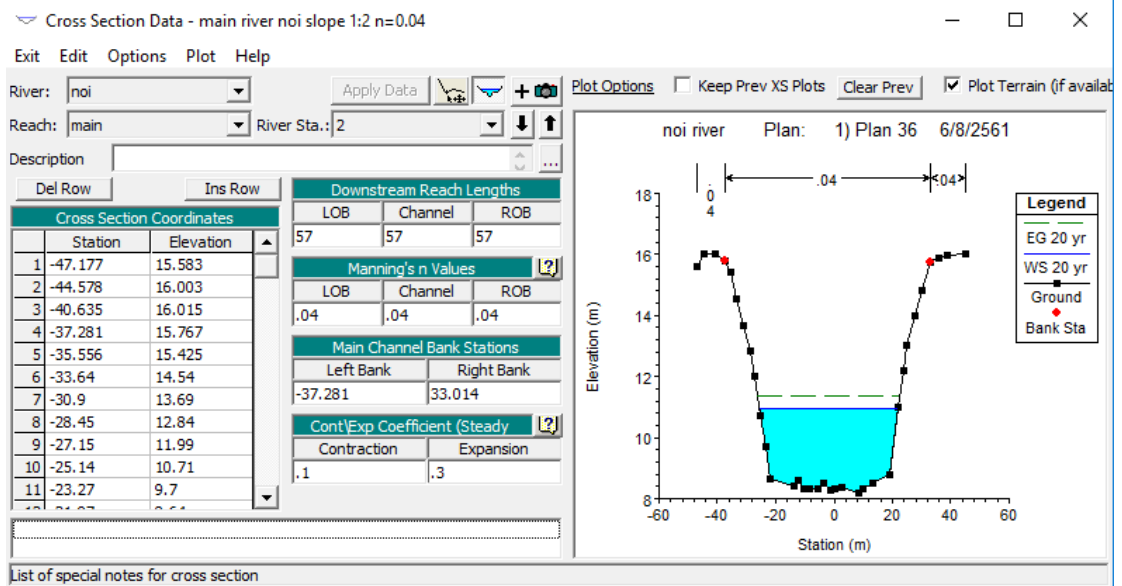 Cross Section Data - main river noi slope 1:2 n=0.04
Exit Edit Options Plot Help
River: noi Apply Data
Reach: main River Sta.: 2
Description ...
Del Row Ins Row
Cross Section Coordinates
Station Elevation
1 -47.177 15.583
2 -44.578 16.003
3 -40.635 16.015
4 -37.281 15.767
5 -35.556 15.425
6 -33.64 14.54
7 -30.9 13.69
8 -28.45 12.84
9 -27.15 11.99
10 -25.14 10.71
11 -23.27 9.7
Downstream Reach Lengths
LOB Channel ROB
57 57 57
Manning's n Values
LOB Channel ROB
.04 .04 .04
Main Channel Bank Stations
Left Bank Right Bank
-37.281 33.014
Cont\Exp Coefficient (Steady
Contraction Expansion
.1 .3
Plot Options Keep Prev XS Plots Clear Prev Plot Terrain (if availab
noi river Plan: 1) Plan 36 6/8/2561
.04 .04 .04
18
16
14
12
10
8
Elevation (m)
-60 -40 -20 0 20 40 60
Station (m)
Legend
EG 20 yr
WS 20 yr
Ground
Bank Sta
List of special notes for cross section